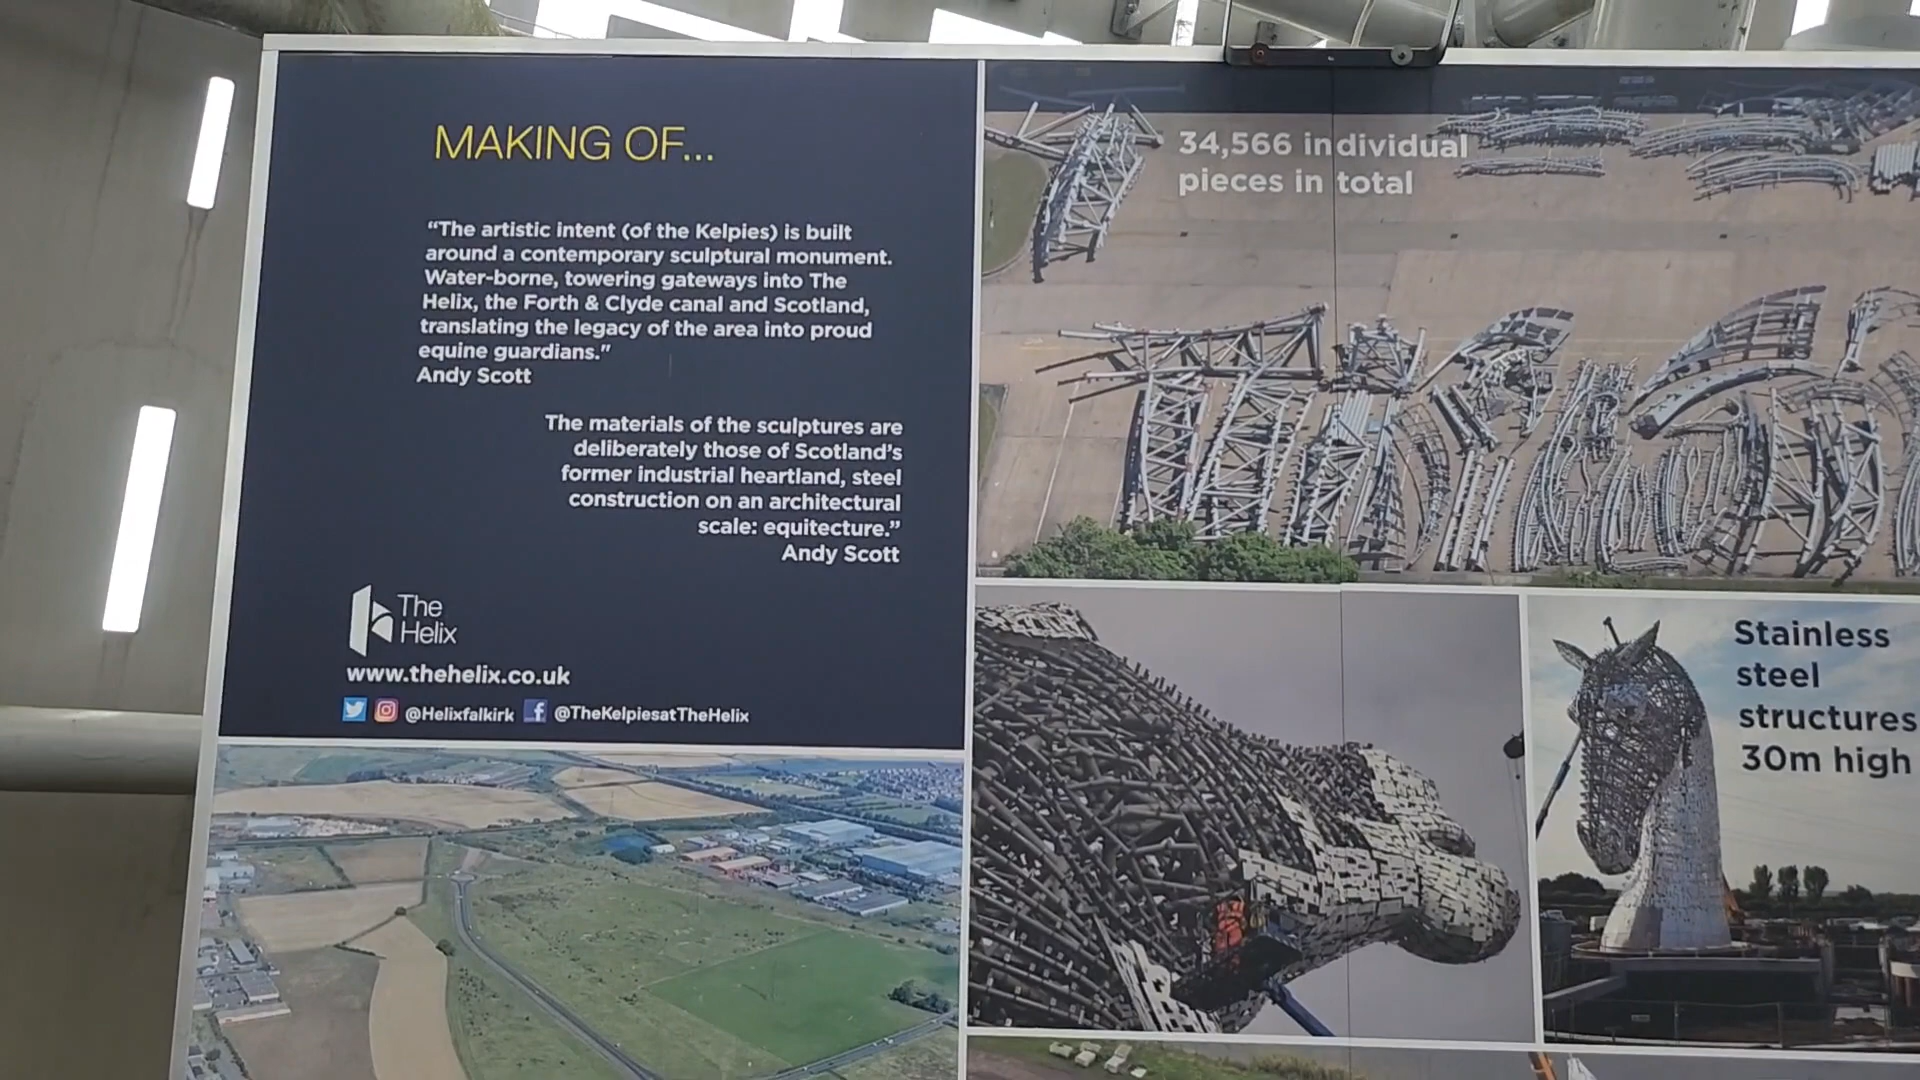 MAKING OF...
“The artistic intent (of the Kelpies) is built
around a contemporary sculptural monument.
Water-borne, towering gateways into The
Helix, the Forth & Clyde canal and Scotland,
translating the legacy of the area into proud
equine guardians.”
Andy Scott
The materials of the sculptures are
deliberately those of Scotland’s
former industrial heartland, steel
construction on an architectural
scale: equitecture.”
Andy Scott
The
Helix
www.thehelix.co.uk
@Helixfalkirk @TheKelpiesatTheHelix
34,566 individual
pieces in total
Stainless
steel
structures
30m high